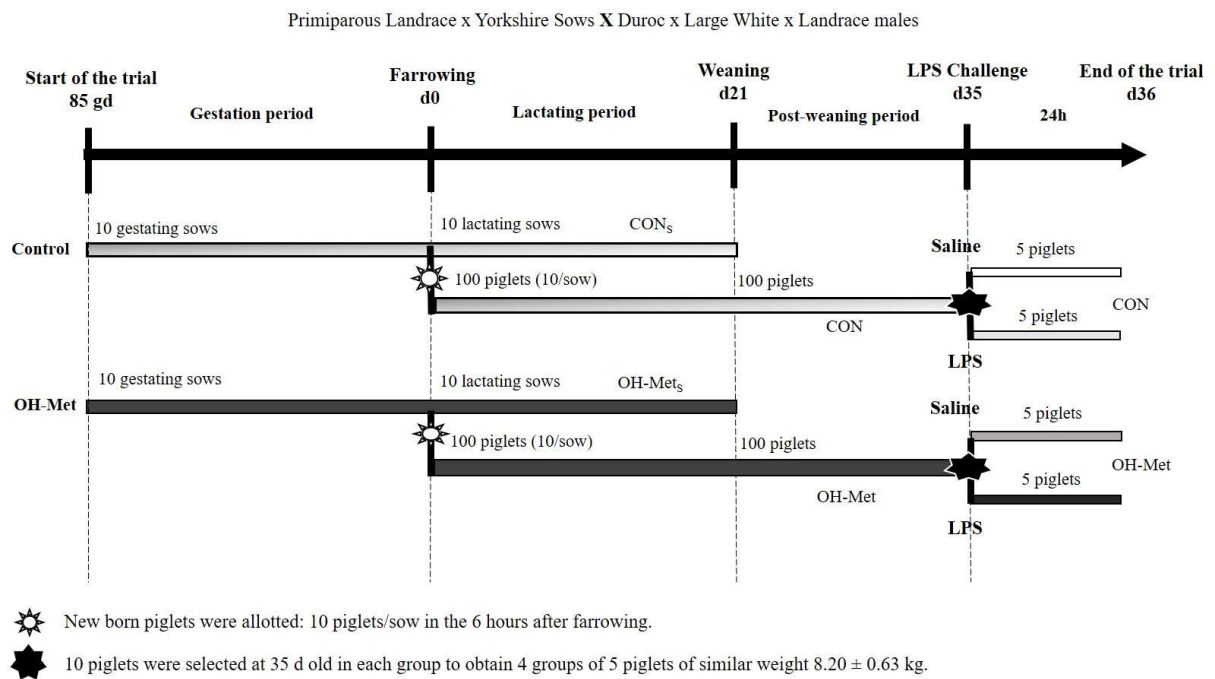 Primiparous Landrace x Yorkshire Sows X Duroc x Large White x Landrace males
Start of the trial
85 gd
Farrowing
d0
Weaning
d21
LPS Challenge
d35
End of the trial
d36
Gestation period
Lactating period
Post-weaning period
24h
Control
10 gestating sows
10 lactating sows
CONs
100 piglets (10/sow)
100 piglets
CON
Saline
5 piglets
5 piglets
CON
LPS
OH-Met
10 gestating sows
10 lactating sows
OH-Mets
100 piglets (10/sow)
100 piglets
OH-Met
Saline
5 piglets
5 piglets
OH-Met
LPS
New born piglets were allotted: 10 piglets/sow in the 6 hours after farrowing.
10 piglets were selected at 35 d old in each group to obtain 4 groups of 5 piglets of similar weight 8.20 ± 0.63 kg.